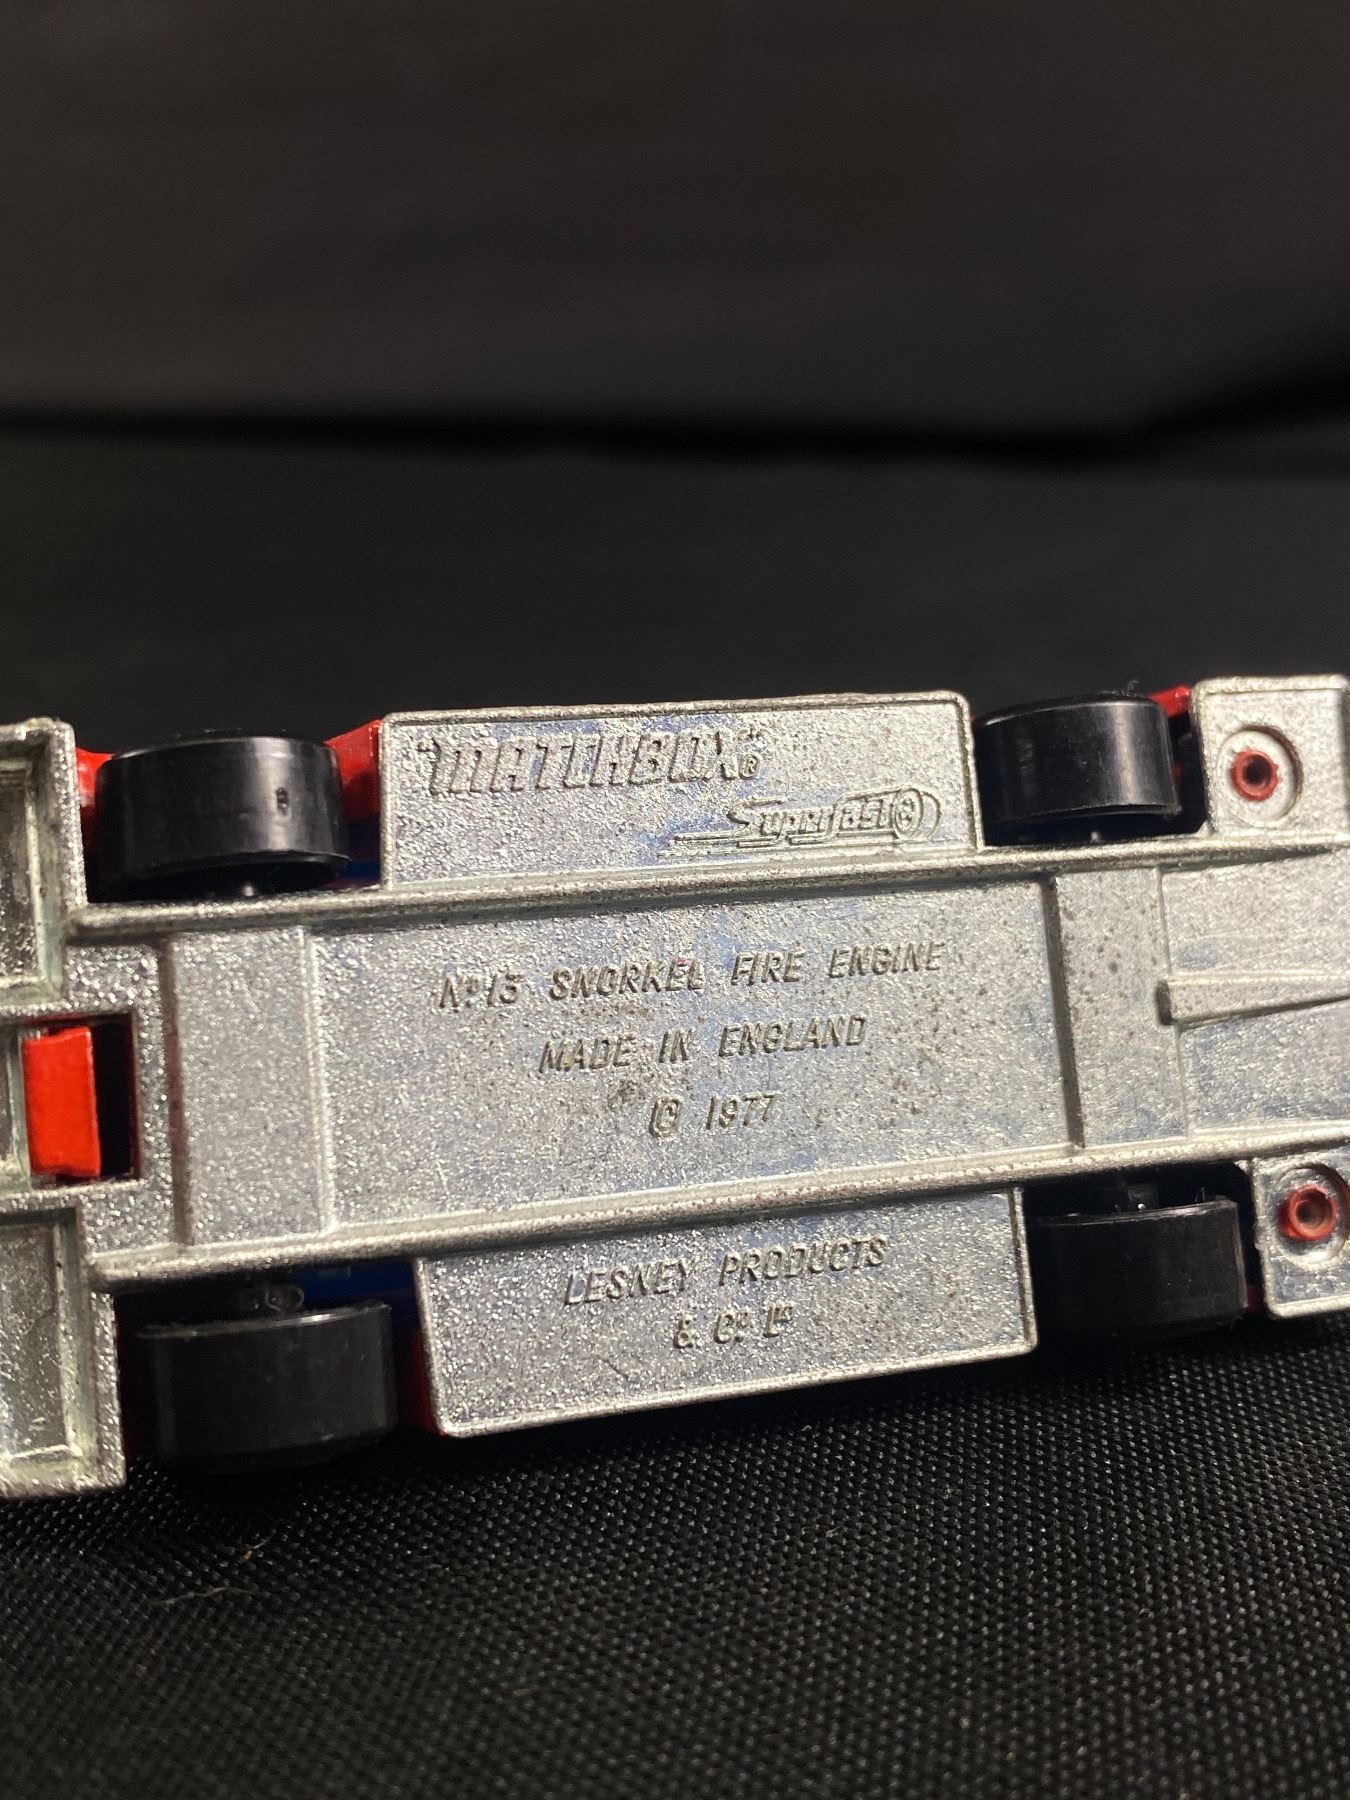 "MATCHBOX"®
Superfast
Nº 13 SNORKEL FIRE ENGINE
MADE IN ENGLAND
© 1977
LESNEY PRODUCTS
& Cº Lᵀᴰ